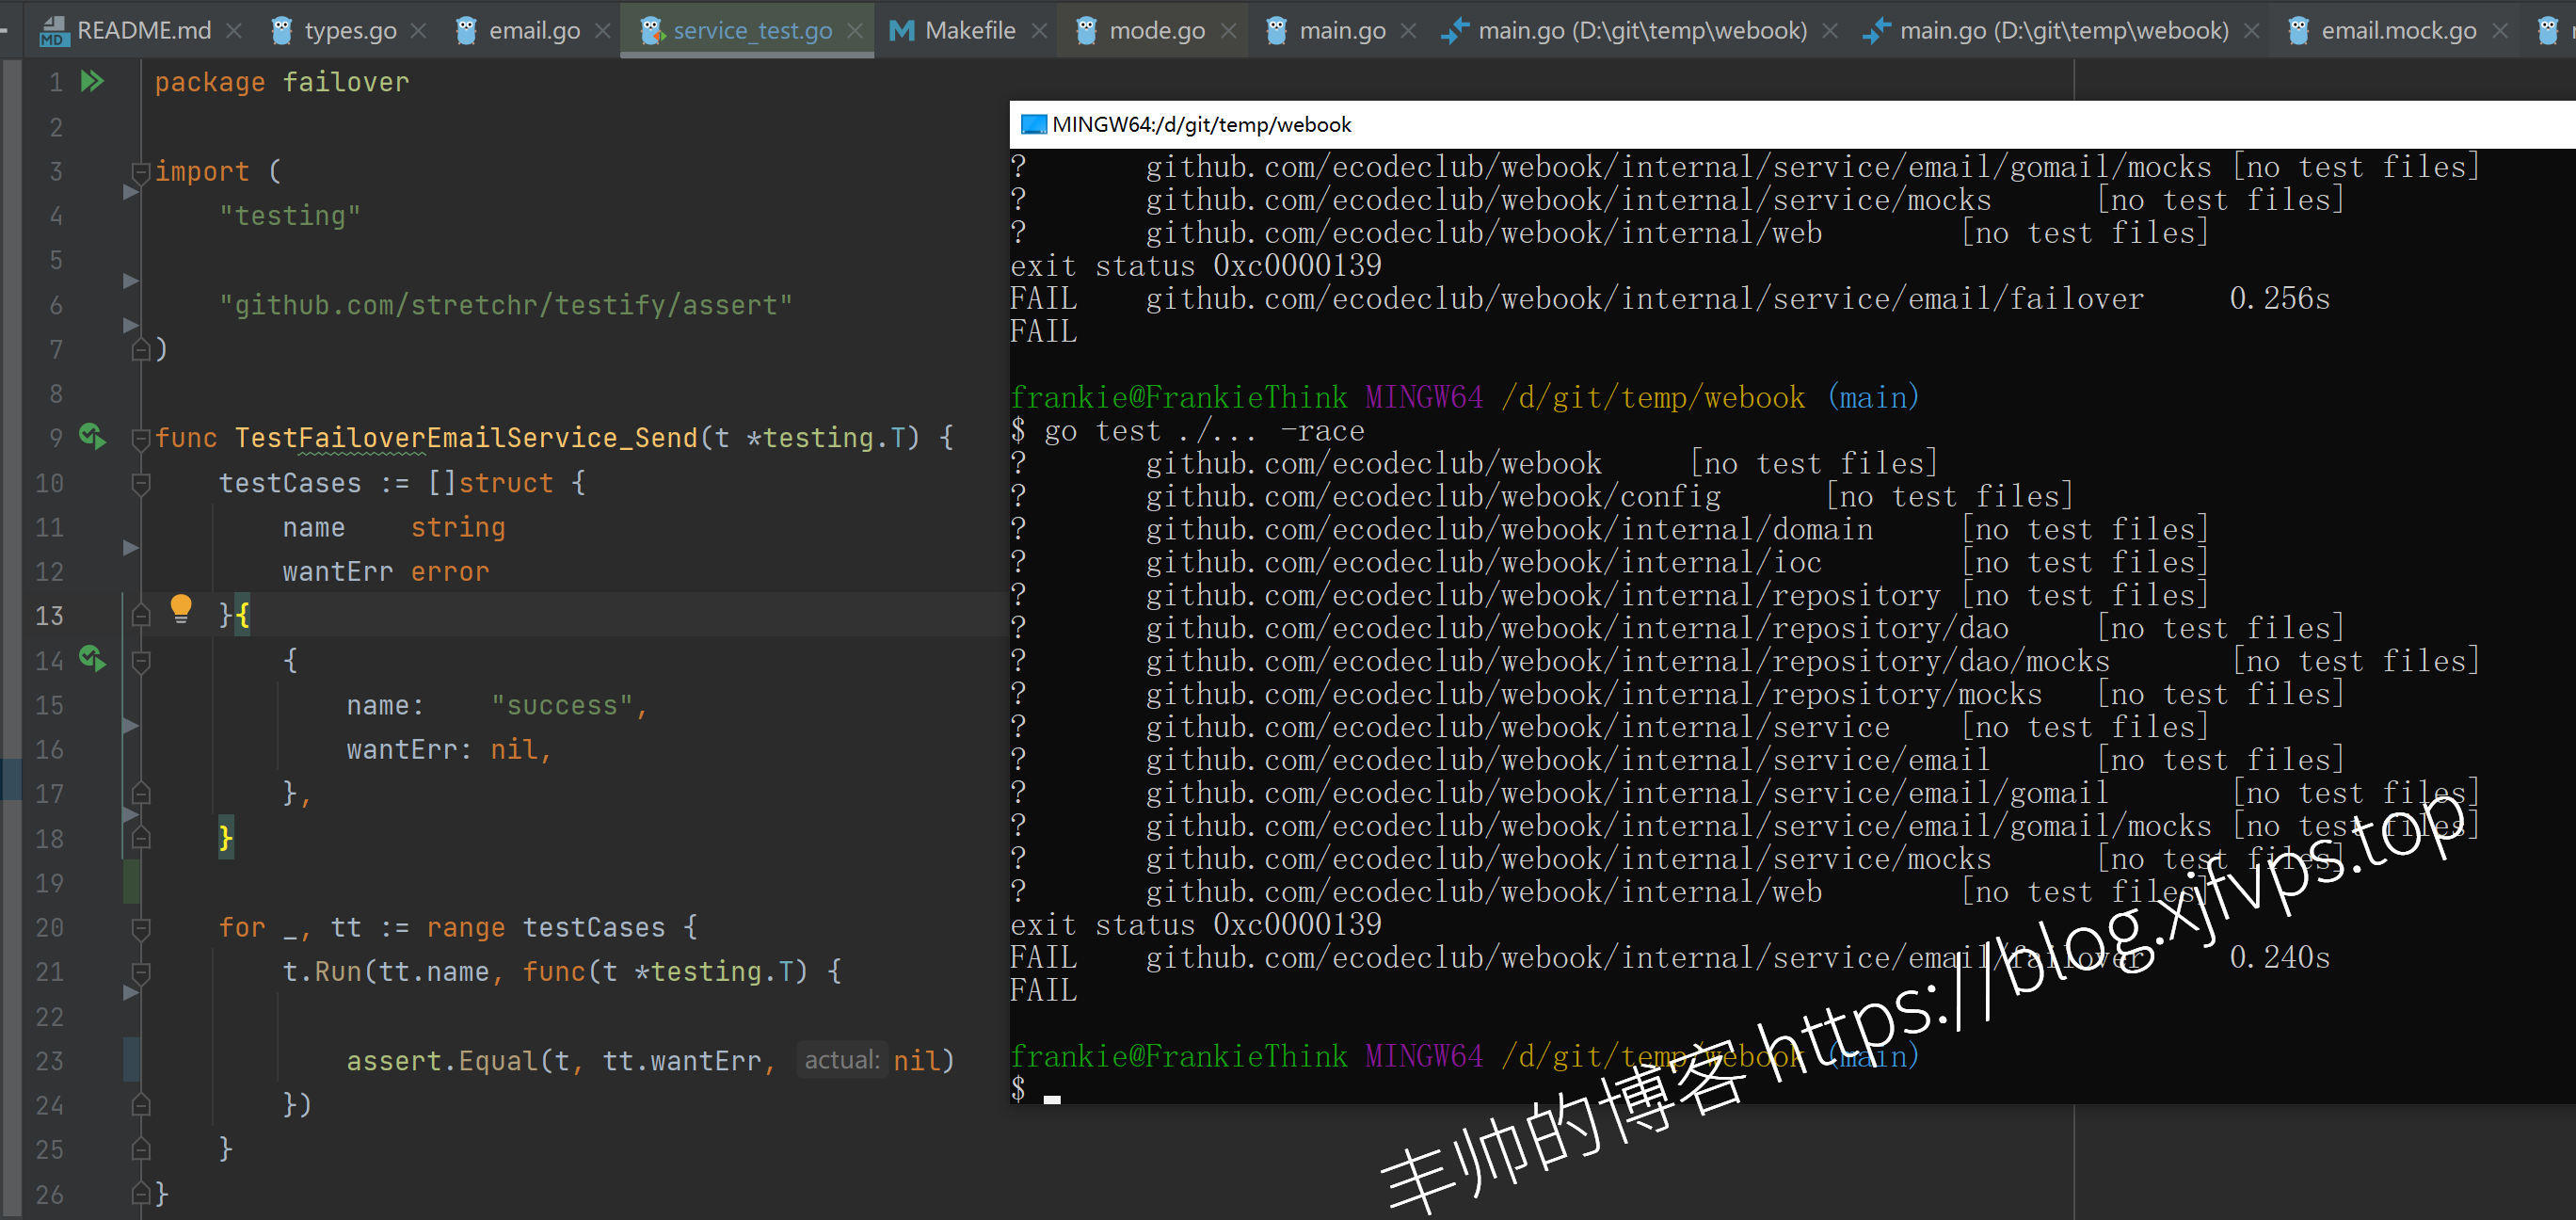 README.md types.go email.go service_test.go Makefile mode.go main.go main.go (D:\git\temp\webook) main.go (D:\git\temp\webook) email.mock.go
1 package failover
2
3 import (
4 "testing"
5
6 "github.com/stretchr/testify/assert"
7 )
8
9 func TestFailoverEmailService_Send(t *testing.T) {
10 testCases := []struct {
11 name    string
12 wantErr error
13 }{
14 {
15 name:    "success",
16 wantErr: nil,
17 },
18 }
19
20 for _, tt := range testCases {
21 t.Run(tt.name, func(t *testing.T) {
22
23 assert.Equal(t, tt.wantErr, actual: nil)
24 })
25 }
26 }
MINGW64:/d/git/temp/webook
? github.com/ecodeclub/webook/internal/service/email/gomail/mocks [no test files]
? github.com/ecodeclub/webook/internal/service/mocks [no test files]
? github.com/ecodeclub/webook/internal/web [no test files]
exit status 0xc0000139
FAIL github.com/ecodeclub/webook/internal/service/email/failover 0.256s
FAIL
frankie@FrankieThink MINGW64 /d/git/temp/webook (main)
$ go test ./... -race
? github.com/ecodeclub/webook [no test files]
? github.com/ecodeclub/webook/config [no test files]
? github.com/ecodeclub/webook/internal/domain [no test files]
? github.com/ecodeclub/webook/internal/ioc [no test files]
? github.com/ecodeclub/webook/internal/repository [no test files]
? github.com/ecodeclub/webook/internal/repository/dao [no test files]
? github.com/ecodeclub/webook/internal/repository/dao/mocks [no test files]
? github.com/ecodeclub/webook/internal/repository/mocks [no test files]
? github.com/ecodeclub/webook/internal/service [no test files]
? github.com/ecodeclub/webook/internal/service/email [no test files]
? github.com/ecodeclub/webook/internal/service/email/gomail [no test files]
? github.com/ecodeclub/webook/internal/service/email/gomail/mocks [no test files]
? github.com/ecodeclub/webook/internal/service/mocks [no test files]
? github.com/ecodeclub/webook/internal/web [no test files]
exit status 0xc0000139
FAIL github.com/ecodeclub/webook/internal/service/email/failover 0.240s
FAIL
frankie@FrankieThink MINGW64 /d/git/temp/webook (main)
$
丰帅的博客 https://blog.xjfvps.top